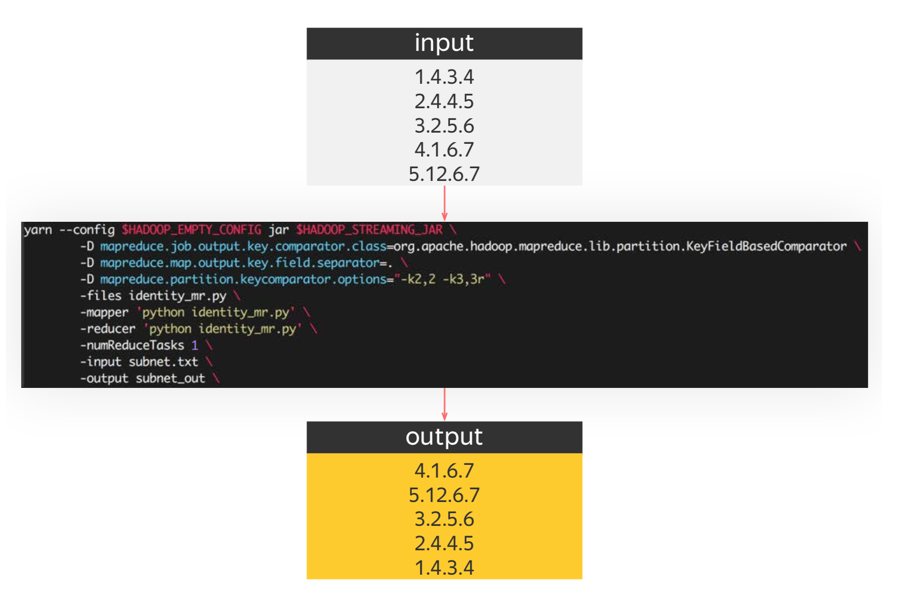 input
1.4.3.4
2.4.4.5
3.2.5.6
4.1.6.7
5.12.6.7
yarn --config $HADOOP_EMPTY_CONFIG jar $HADOOP_STREAMING_JAR \
-D mapreduce.job.output.key.comparator.class=org.apache.hadoop.mapreduce.lib.partition.KeyFieldBasedComparator \
-D mapreduce.map.output.key.field.separator=. \
-D mapreduce.partition.keycomparator.options="-k2,2 -k3,3r" \
-files identity_mr.py \
-mapper 'python identity_mr.py' \
-reducer 'python identity_mr.py' \
-numReduceTasks 1 \
-input subnet.txt \
-output subnet_out \
output
4.1.6.7
5.12.6.7
3.2.5.6
2.4.4.5
1.4.3.4